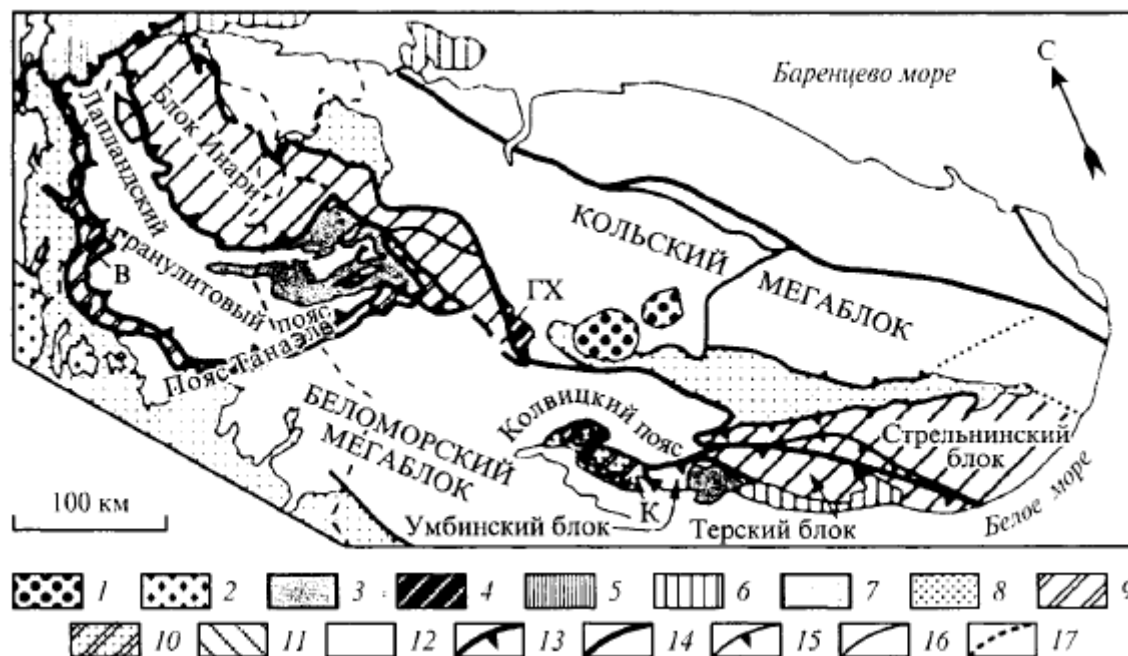 С
Баренцево море
Блок Инари
Лапландский
гранулитовый
пояс
КОЛЬСКИЙ
МЕГАБЛОК
ГХ
В
Пояс Танаэлв
БЕЛОМОРСКИЙ
МЕГАБЛОК
Колвицкий пояс
Стрельнинский
блок
100 км
К
Умбинский блок
Терский блок
Белое море
1 2 3 4 5 6 7 8 9
10 11 12 13 14 15 16 17